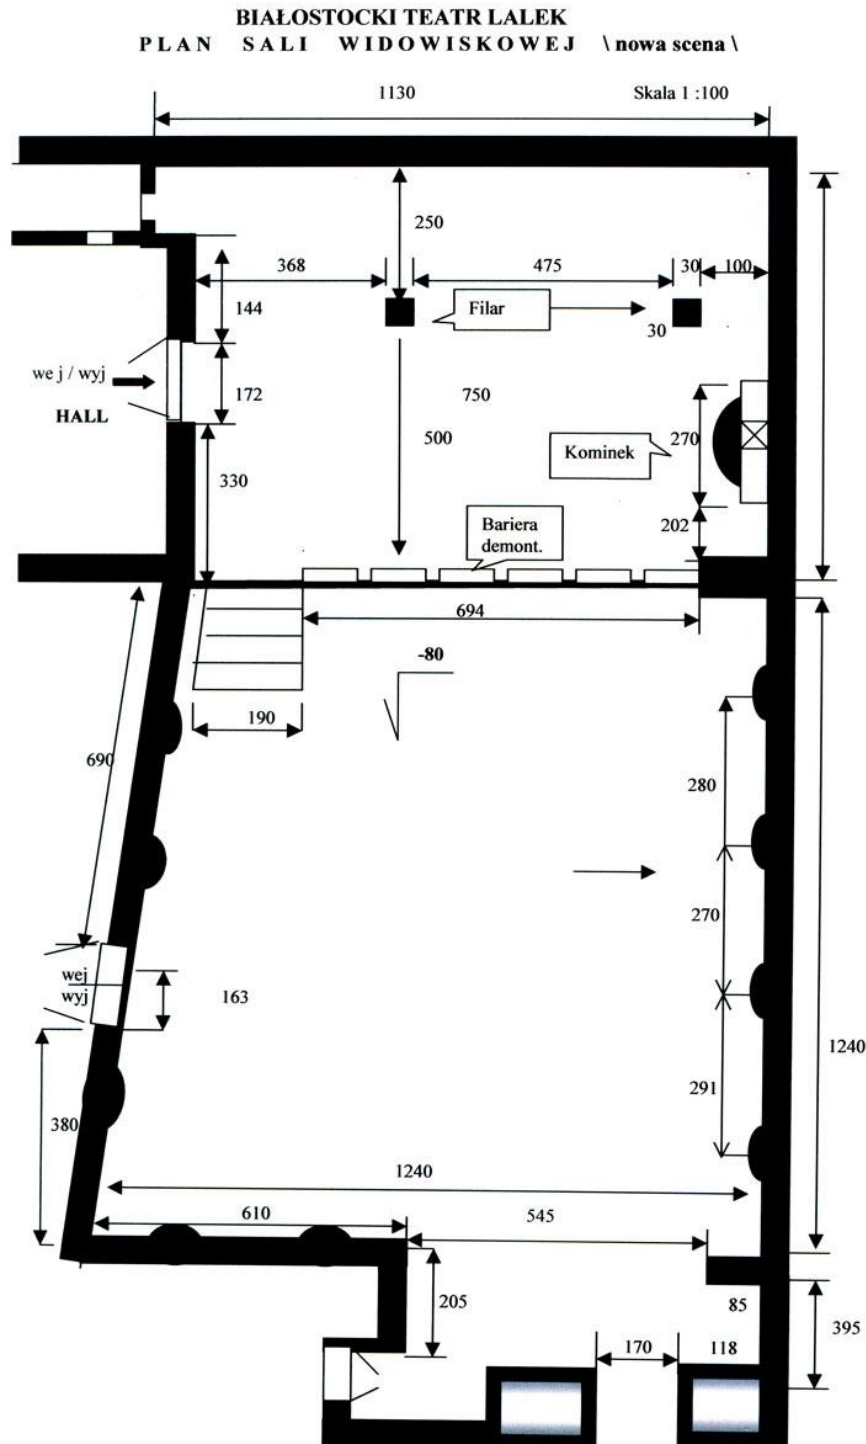 BIAŁOSTOCKI TEATR LALEK
PLAN SALI WIDOWISKOWEJ \ nowa scena \
1130
Skala 1 :100
250
368
475
30
100
144
Filar
30
we j / wyj
172
750
HALL
500
Kominek
270
330
Bariera
demont.
202
694
-80
190
690
280
270
wej
wyj
163
1240
291
380
1240
610
545
205
85
395
170
118